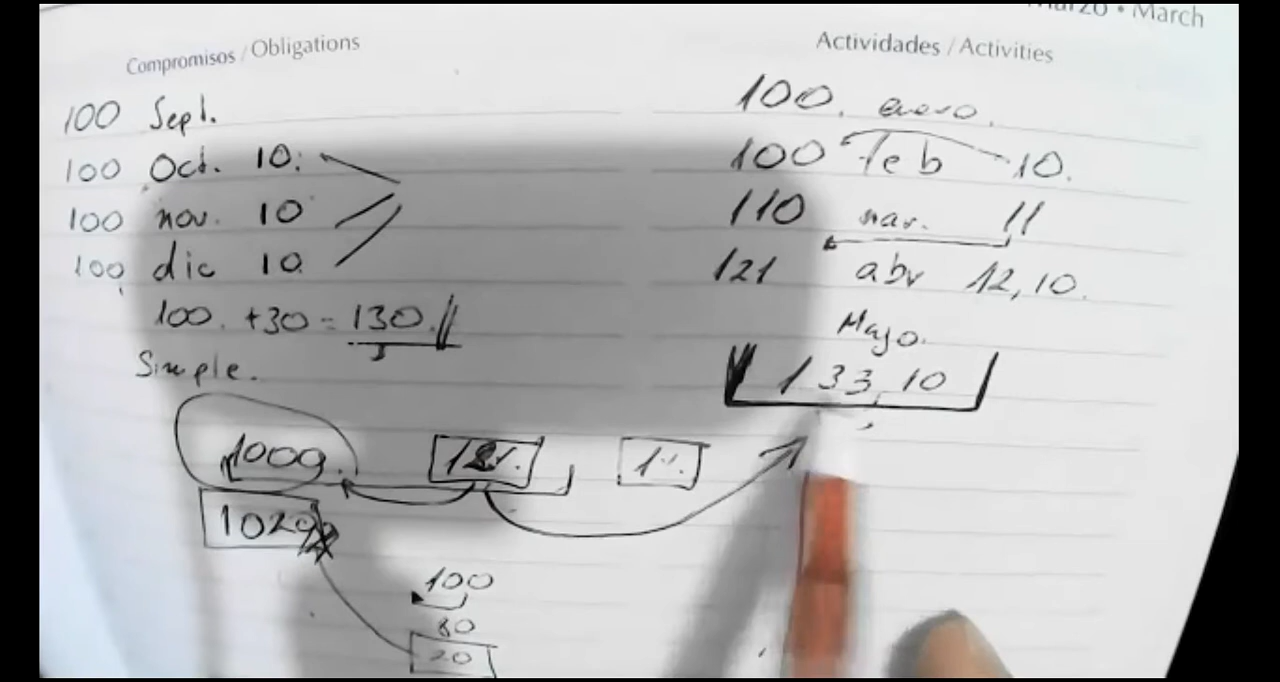 March
Compromisos / Obligations
100 Sept.
100 Oct. 10.
100 nov. 10
100 dic 10
100. +30 = 130.
Simple.
1000.
12%.
1%.
1020
100
80
20
Actividades / Activities
100. enero.
100 feb 10.
110 mar. 11
121 abr 12,10.
Mayo.
133,10